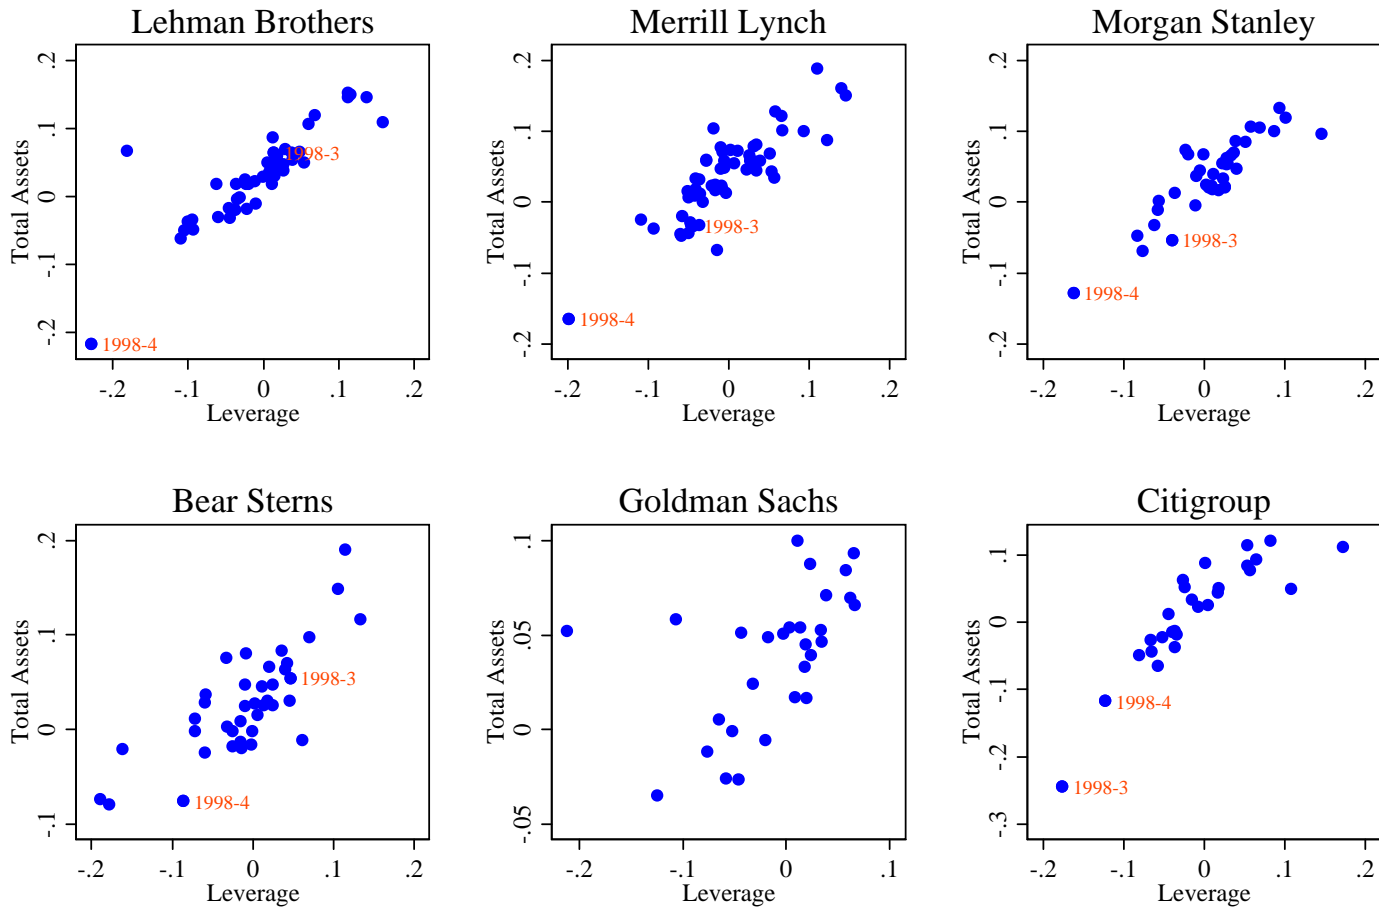 Lehman Brothers
Total Assets
.2
.1
0
-.1
-.2
1998-3
1998-4
-.2 -.1 0 .1 .2
Leverage
Merrill Lynch
Total Assets
.2
.1
0
-.1
-.2
1998-3
1998-4
-.2 -.1 0 .1 .2
Leverage
Morgan Stanley
Total Assets
.2
.1
0
-.1
-.2
1998-3
1998-4
-.2 -.1 0 .1 .2
Leverage
Bear Sterns
Total Assets
.2
.1
0
-.1
1998-3
1998-4
-.2 -.1 0 .1 .2
Leverage
Goldman Sachs
Total Assets
.1
.05
0
-.05
-.2 -.1 0 .1
Leverage
Citigroup
Total Assets
.1
0
-.1
-.2
-.3
1998-4
1998-3
-.2 -.1 0 .1 .2
Leverage